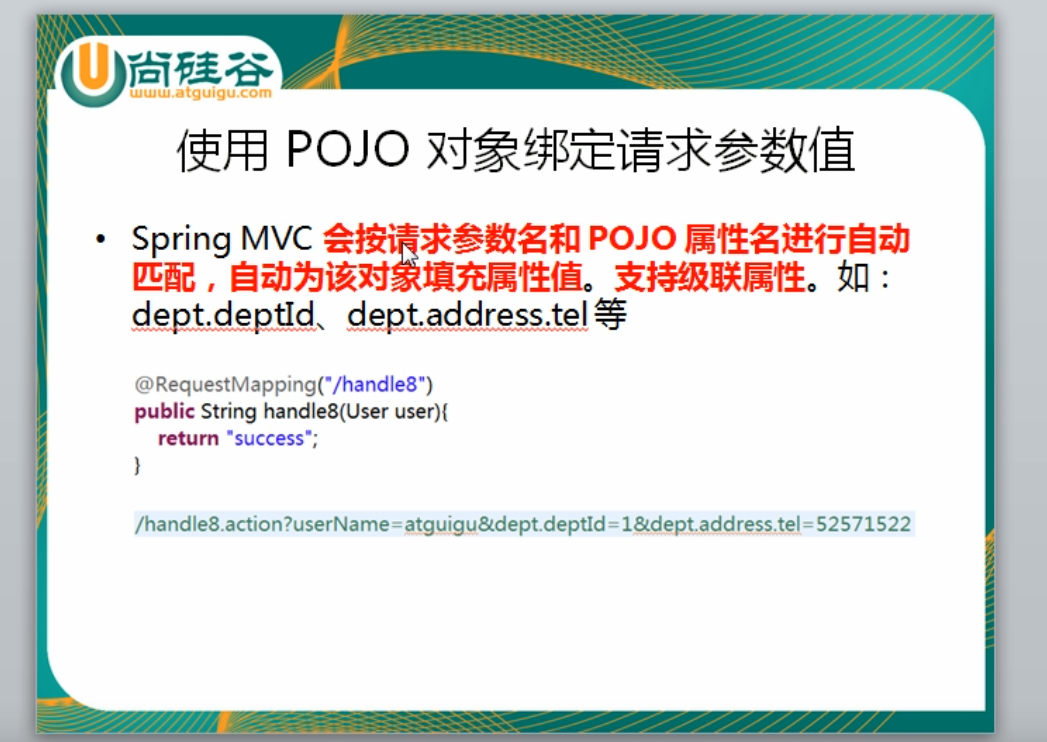 尚硅谷
www.atguigu.com
使用 POJO 对象绑定请求参数值
• Spring MVC 会按请求参数名和 POJO 属性名进行自动
匹配，自动为该对象填充属性值。支持级联属性。如：
dept.deptId、dept.address.tel 等
@RequestMapping("/handle8")
public String handle8(User user){
return "success";
}
/handle8.action?userName=atguigu&dept.deptId=1&dept.address.tel=52571522